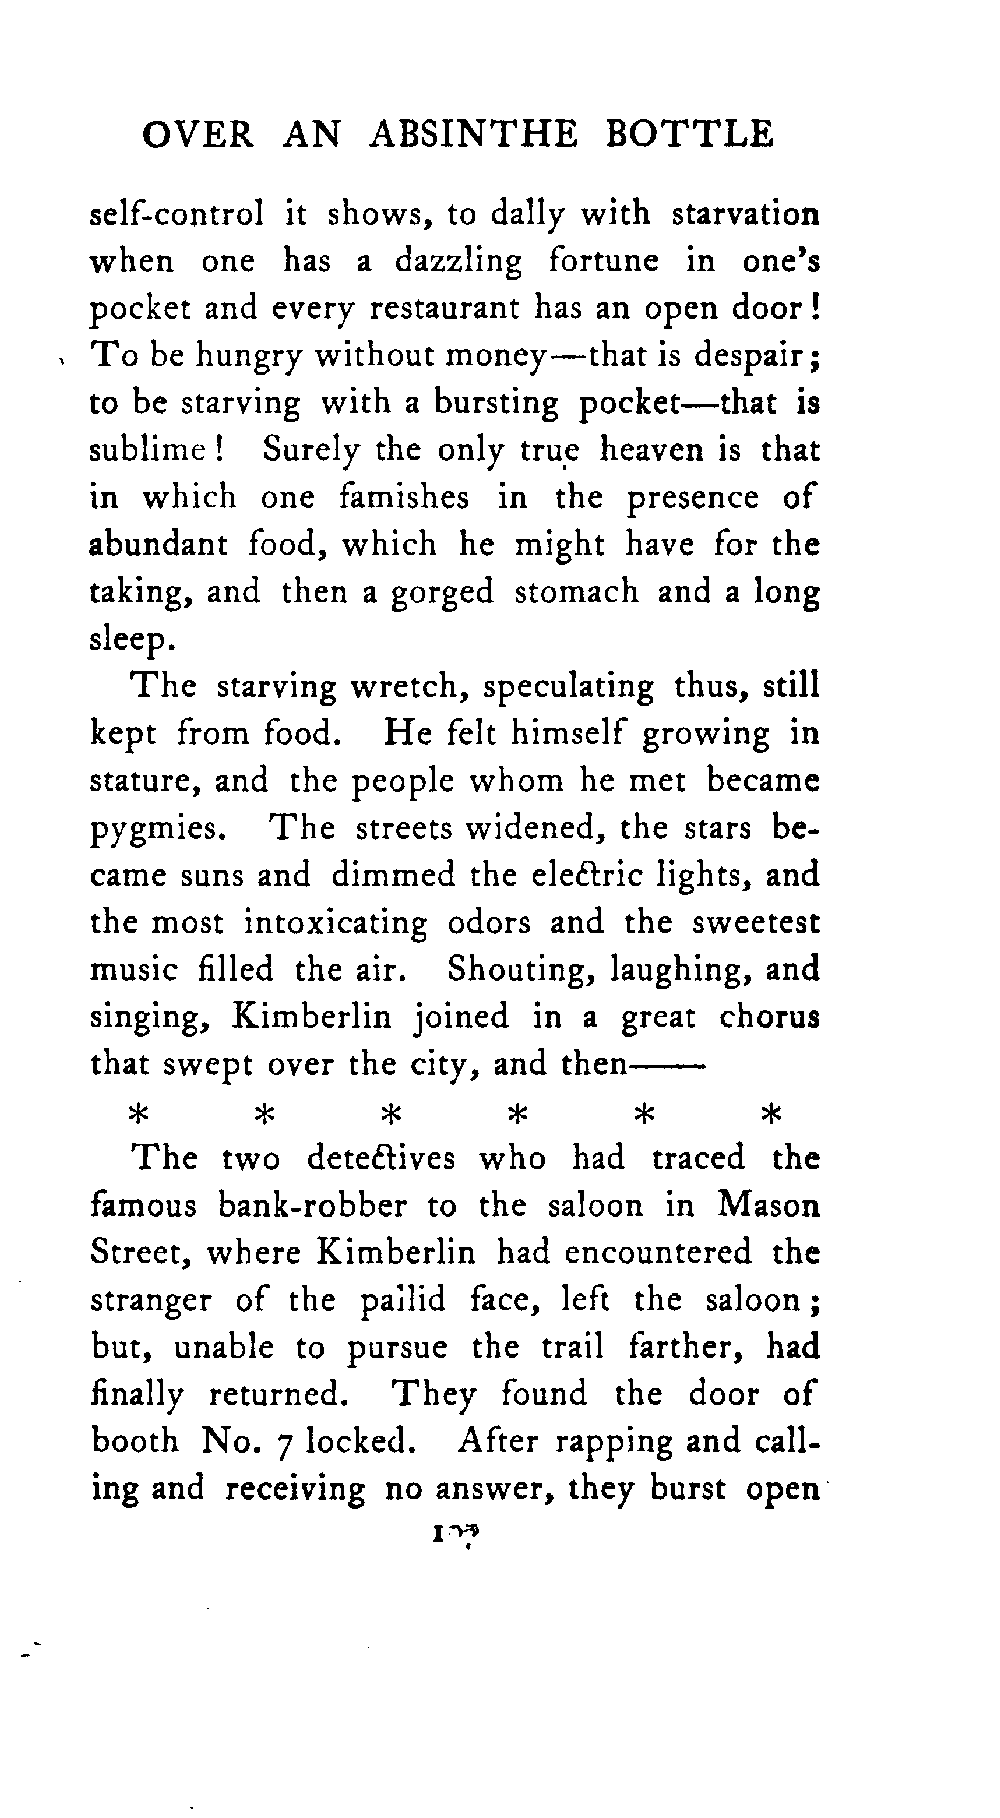 OVER AN ABSINTHE BOTTLE
self-control it shows, to dally with starvation
when one has a dazzling fortune in one's
pocket and every restaurant has an open door!
To be hungry without money—that is despair;
to be starving with a bursting pocket—that is
sublime! Surely the only true heaven is that
in which one famishes in the presence of
abundant food, which he might have for the
taking, and then a gorged stomach and a long
sleep.
The starving wretch, speculating thus, still
kept from food. He felt himself growing in
stature, and the people whom he met became
pygmies. The streets widened, the stars be-
came suns and dimmed the electric lights, and
the most intoxicating odors and the sweetest
music filled the air. Shouting, laughing, and
singing, Kimberlin joined in a great chorus
that swept over the city, and then——
* * * * * *
The two detectives who had traced the
famous bank-robber to the saloon in Mason
Street, where Kimberlin had encountered the
stranger of the pallid face, left the saloon;
but, unable to pursue the trail farther, had
finally returned. They found the door of
booth No. 7 locked. After rapping and call-
ing and receiving no answer, they burst open